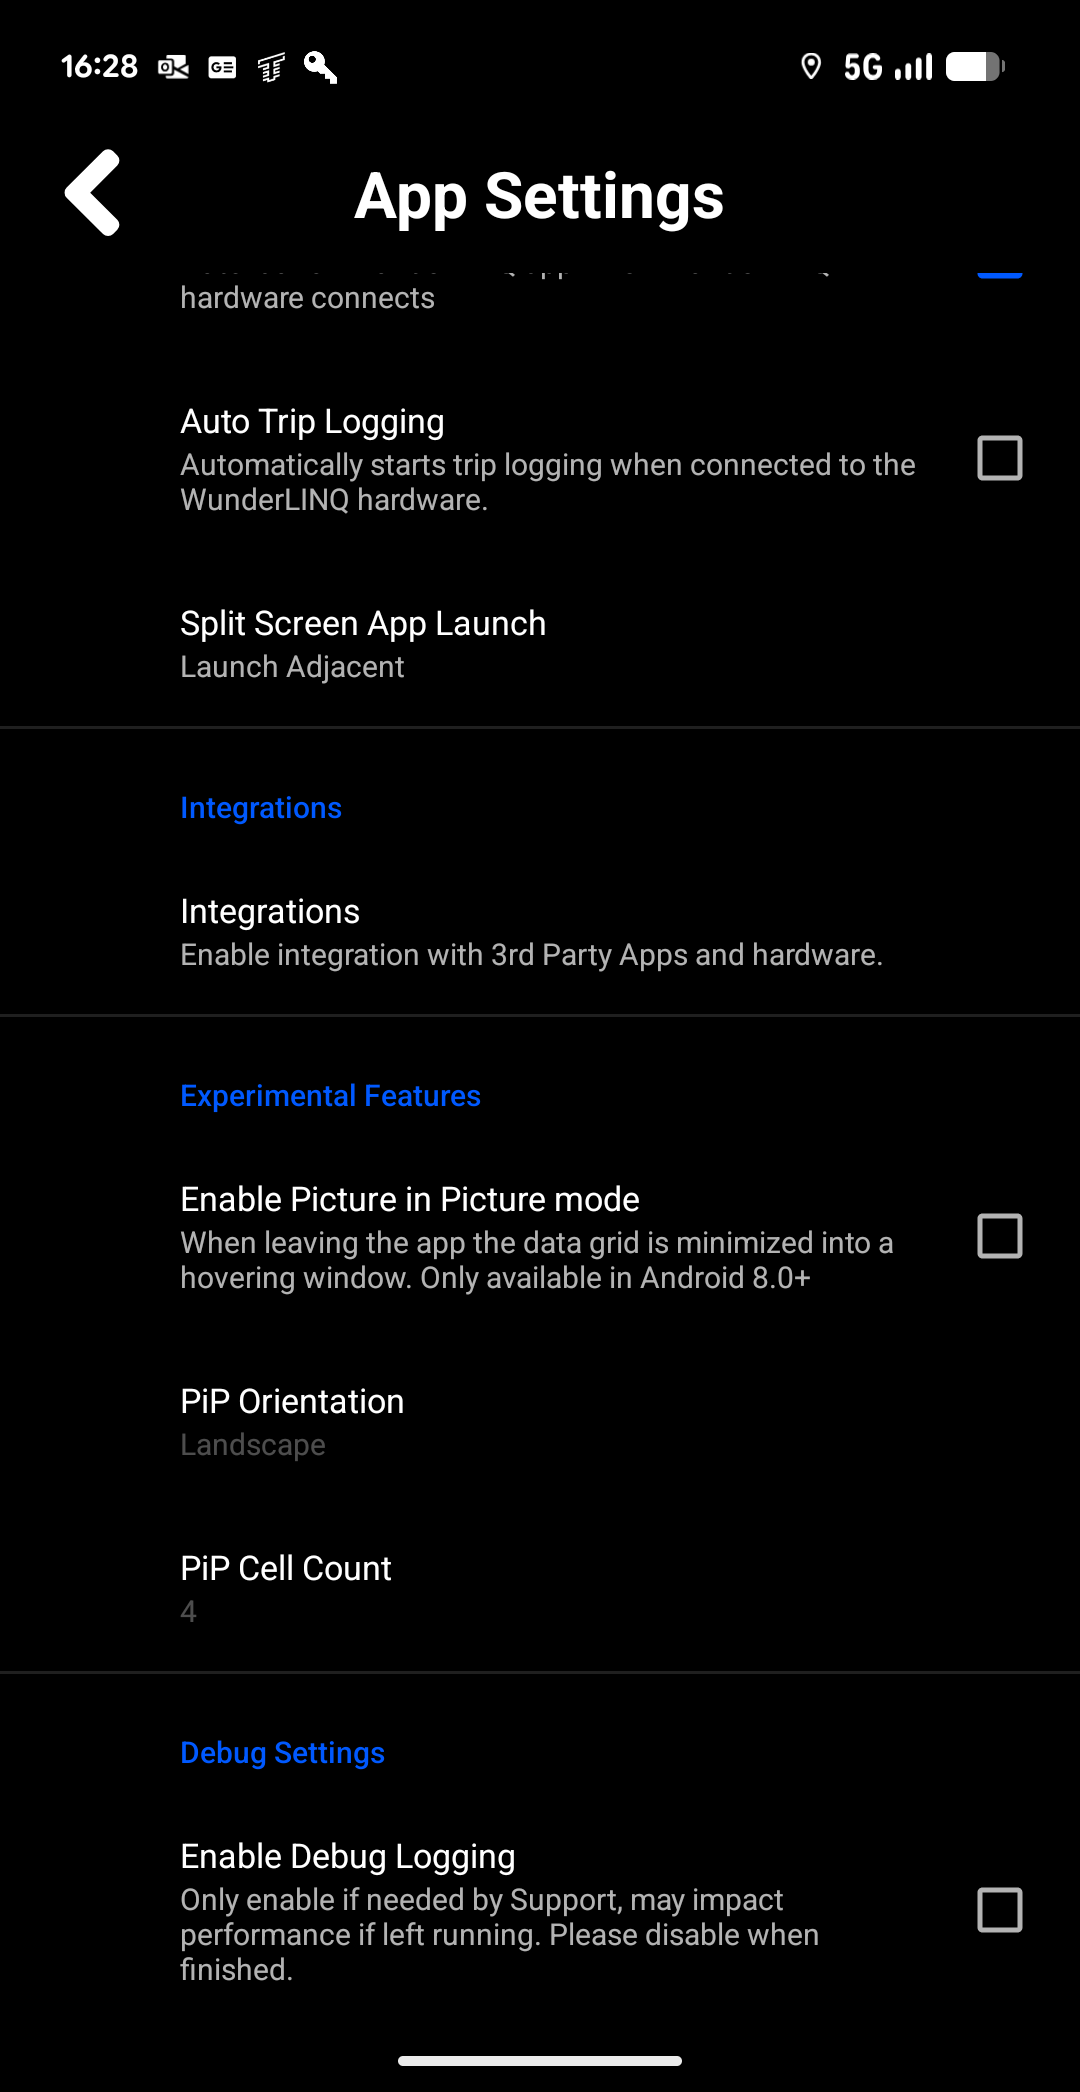 16:28
5G
App Settings
hardware connects
Auto Trip Logging
Automatically starts trip logging when connected to the
WunderLINQ hardware.
Split Screen App Launch
Launch Adjacent
Integrations
Integrations
Enable integration with 3rd Party Apps and hardware.
Experimental Features
Enable Picture in Picture mode
When leaving the app the data grid is minimized into a
hovering window. Only available in Android 8.0+
PiP Orientation
Landscape
PiP Cell Count
4
Debug Settings
Enable Debug Logging
Only enable if needed by Support, may impact
performance if left running. Please disable when
finished.